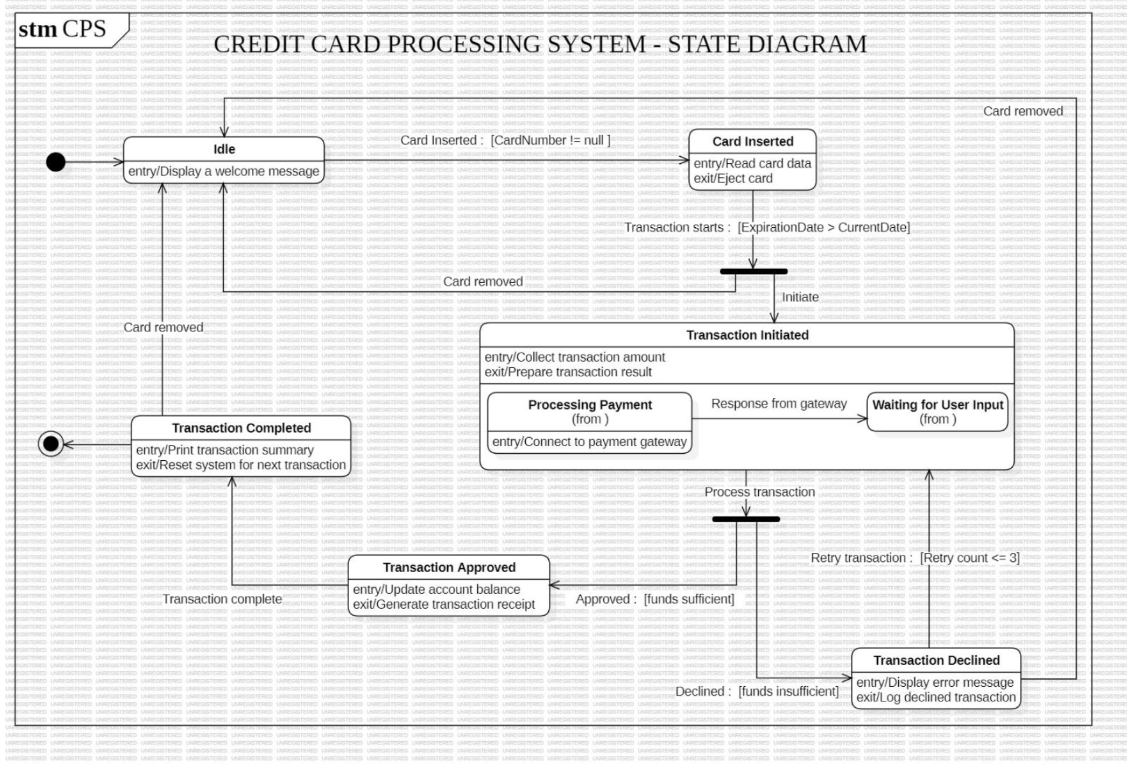 stm CPS
CREDIT CARD PROCESSING SYSTEM - STATE DIAGRAM
Card removed
Idle
entry/Display a welcome message
Card Inserted : [CardNumber != null ]
Card Inserted
entry/Read card data
exit/Eject card
Transaction starts : [ExpirationDate > CurrentDate]
Card removed
Initiate
Card removed
Transaction Initiated
entry/Collect transaction amount
exit/Prepare transaction result
Processing Payment
(from )
entry/Connect to payment gateway
Response from gateway
Waiting for User Input
(from )
Transaction Completed
entry/Print transaction summary
exit/Reset system for next transaction
Process transaction
Retry transaction : [Retry count <= 3]
Transaction Approved
entry/Update account balance
exit/Generate transaction receipt
Transaction complete
Approved : [funds sufficient]
Transaction Declined
entry/Display error message
exit/Log declined transaction
Declined : [funds insufficient]
UNREGISTERED